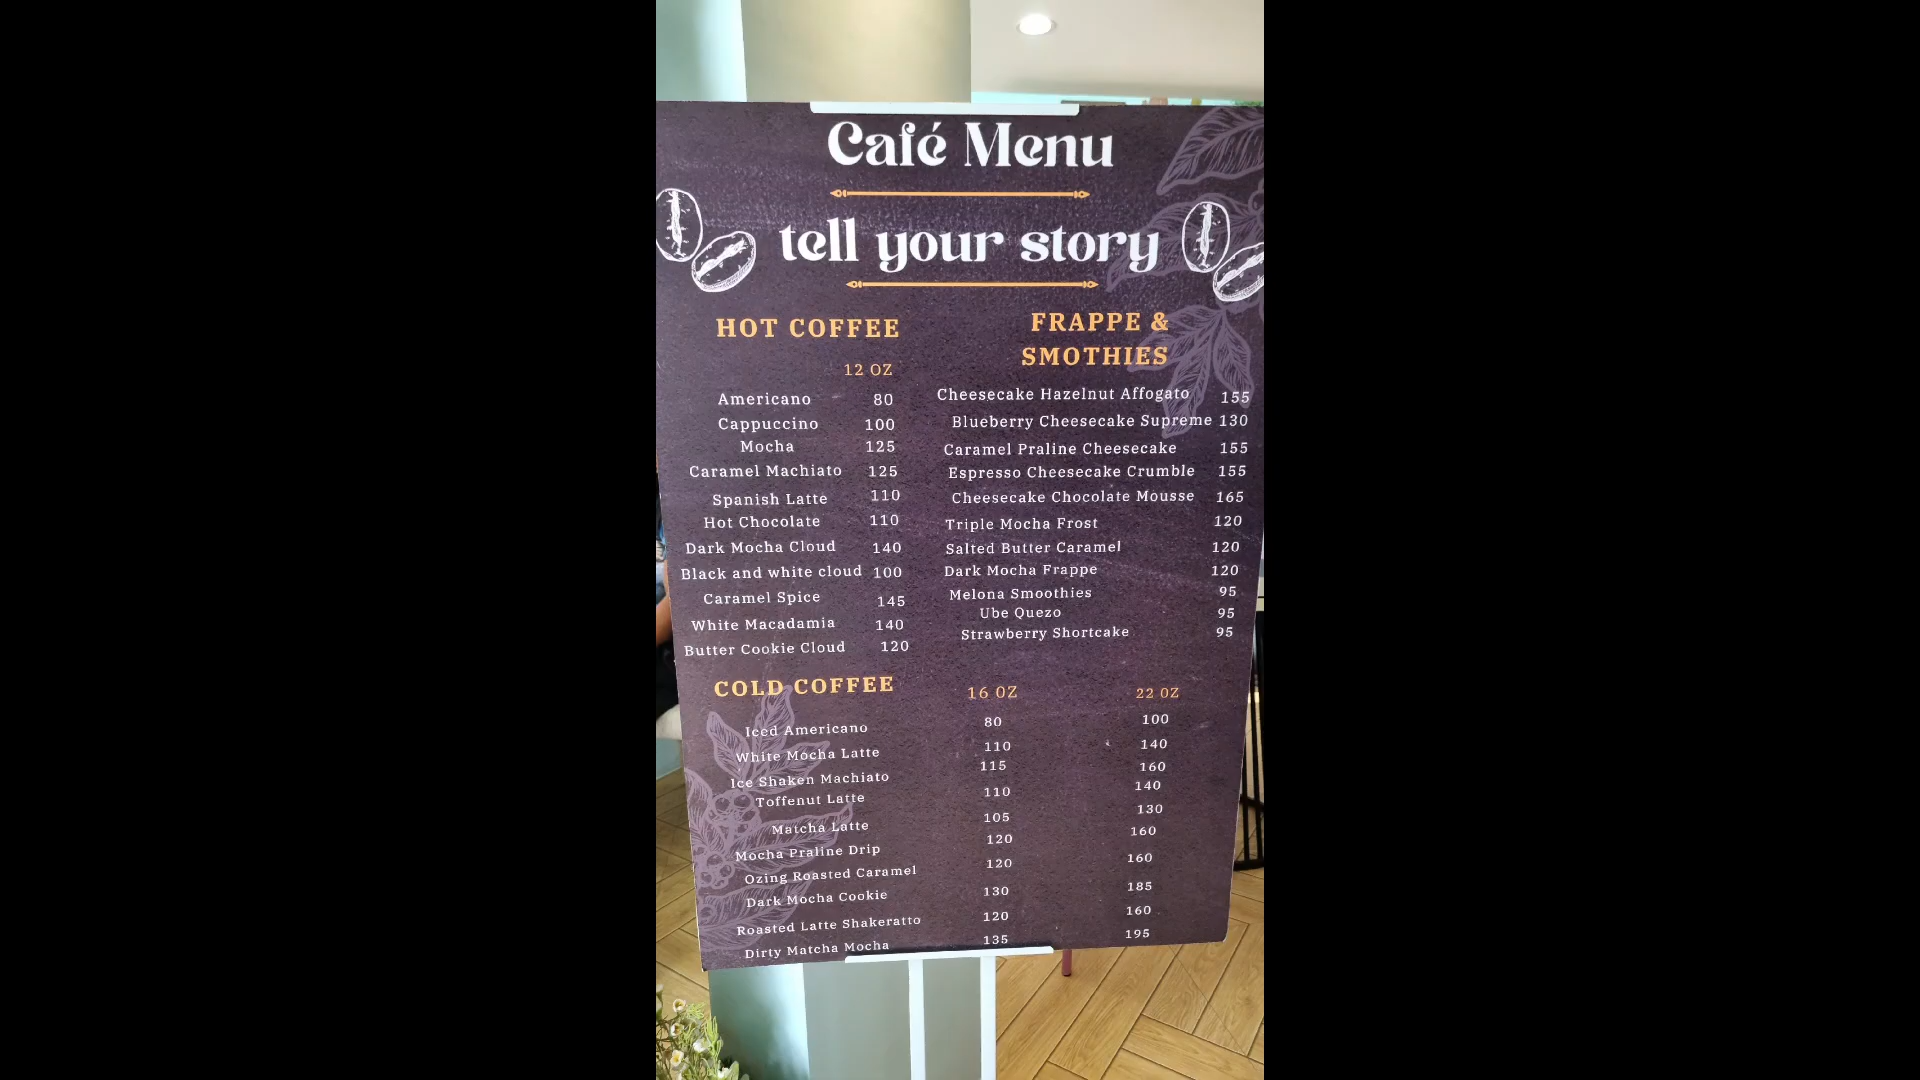 Café Menu
tell your story
HOT COFFEE
12 OZ
Americano 80
Cappuccino 100
Mocha 125
Caramel Machiato 125
Spanish Latte 110
Hot Chocolate 110
Dark Mocha Cloud 140
Black and white cloud 100
Caramel Spice 145
White Macadamia 140
Butter Cookie Cloud 120
FRAPPE &
SMOTHIES
Cheesecake Hazelnut Affogato 155
Blueberry Cheesecake Supreme 130
Caramel Praline Cheesecake 155
Espresso Cheesecake Crumble 155
Cheesecake Chocolate Mousse 165
Triple Mocha Frost 120
Salted Butter Caramel 120
Dark Mocha Frappe 120
Melona Smoothies 95
Ube Quezo 95
Strawberry Shortcake 95
COLD COFFEE 16 OZ 22 OZ
Iced Americano 80 100
White Mocha Latte 110 140
Ice Shaken Machiato 115 160
Toffenut Latte 110 140
Matcha Latte 105 130
Mocha Praline Drip 120 160
Ozing Roasted Caramel 120 160
Dark Mocha Cookie 130 185
Roasted Latte Shakeratto 120 160
Dirty Matcha Mocha 135 195